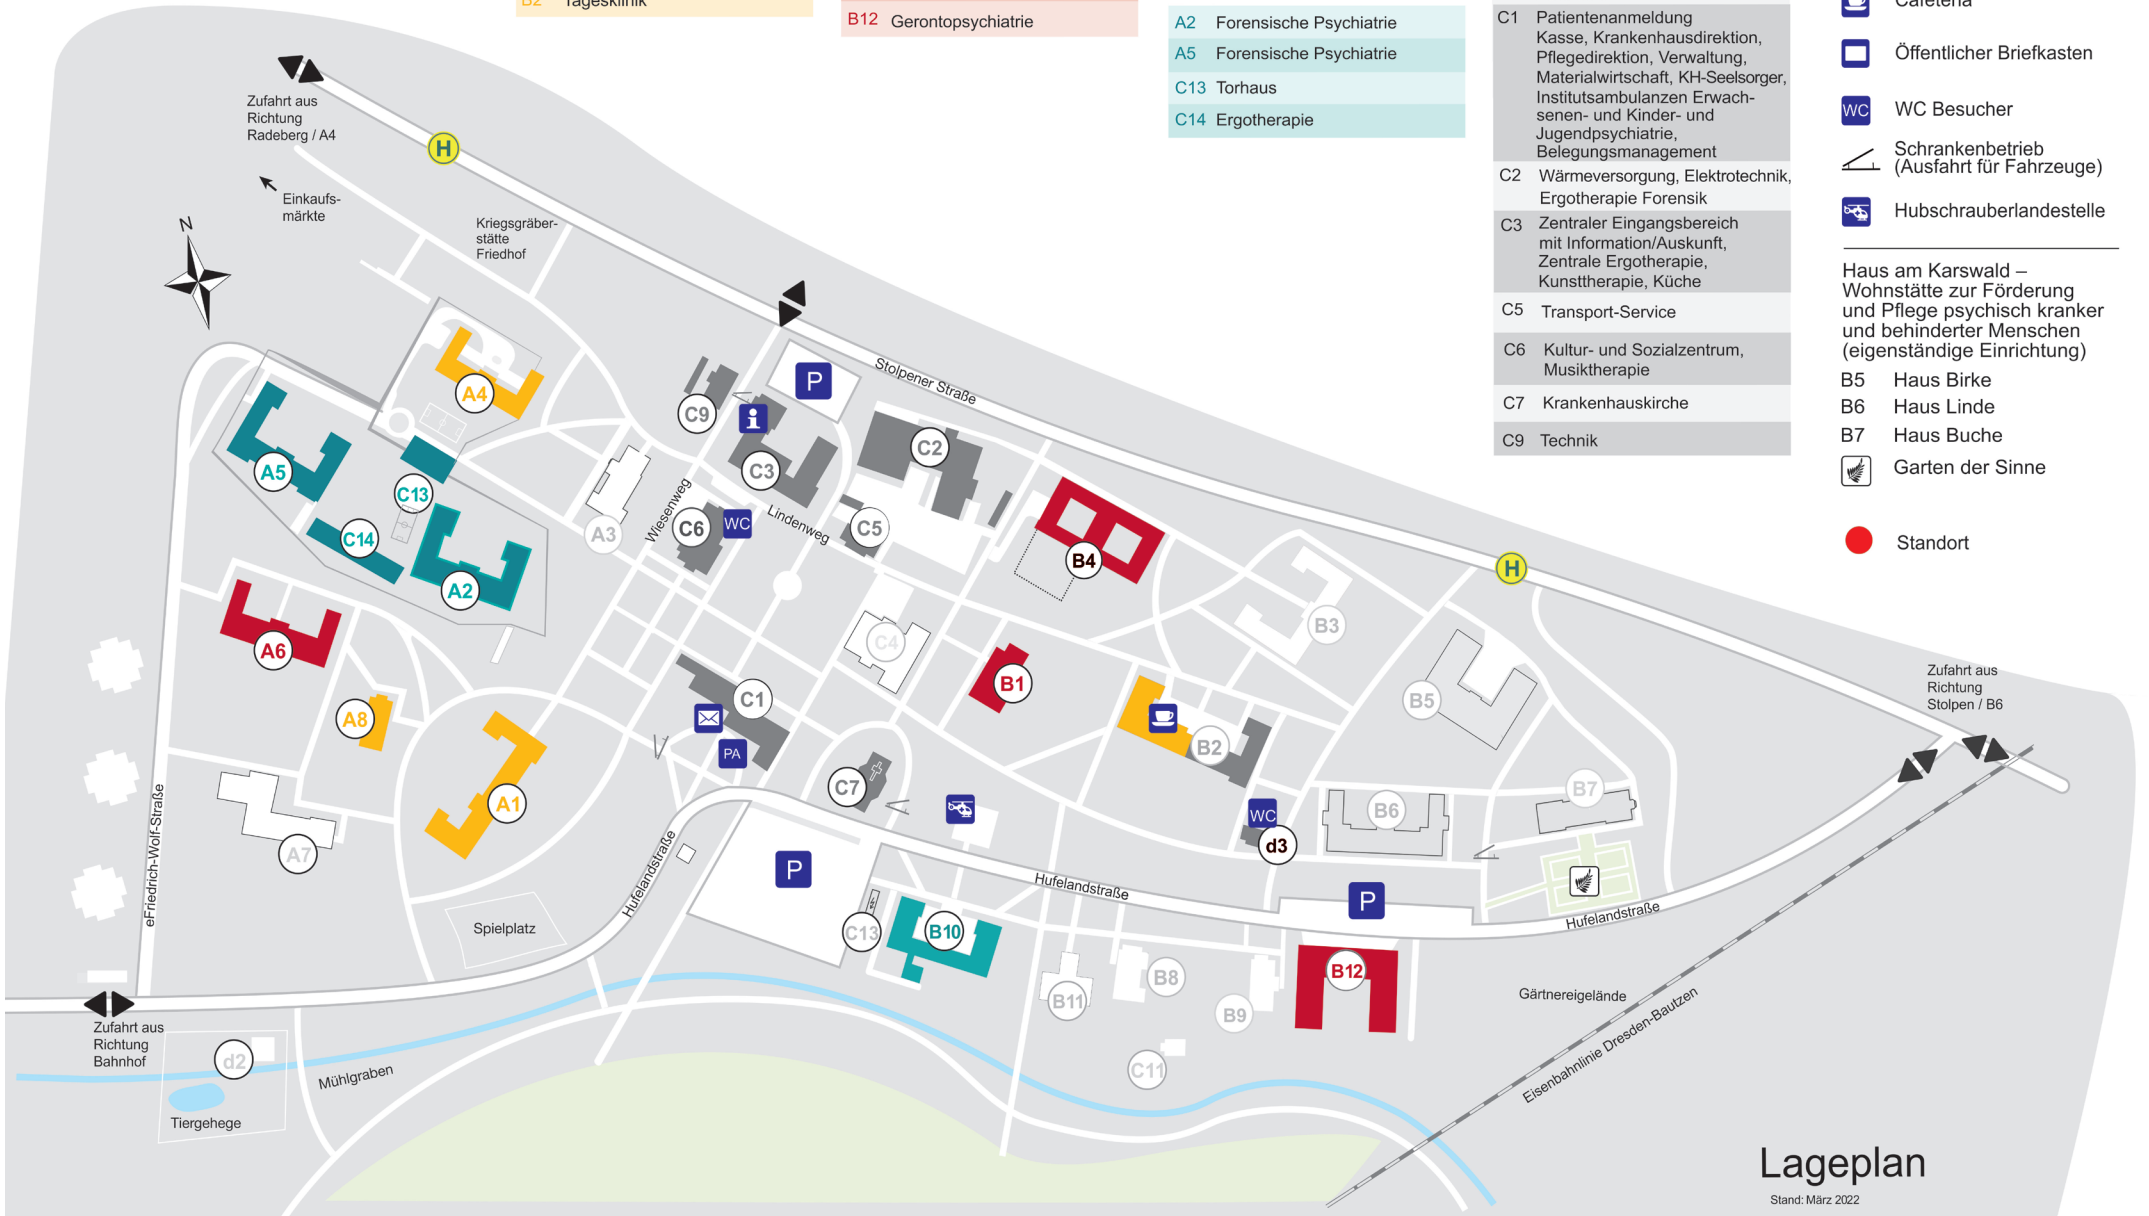 B2 Tagesklinik
B12 Gerontopsychiatrie
A2 Forensische Psychiatrie
A5 Forensische Psychiatrie
C13 Torhaus
C14 Ergotherapie
C1 Patientenanmeldung
Kasse, Krankenhausdirektion,
Pflegedirektion, Verwaltung,
Materialwirtschaft, KH-Seelsorger,
Institutsambulanzen Erwach-
senen- und Kinder- und
Jugendpsychiatrie,
Belegungsmanagement
C2 Wärmeversorgung, Elektrotechnik,
Ergotherapie Forensik
C3 Zentraler Eingangsbereich
mit Information/Auskunft,
Zentrale Ergotherapie,
Kunsttherapie, Küche
C5 Transport-Service
C6 Kultur- und Sozialzentrum,
Musiktherapie
C7 Krankenhauskirche
C9 Technik
Cafeteria
Öffentlicher Briefkasten
WC WC Besucher
Schrankenbetrieb
(Ausfahrt für Fahrzeuge)
Hubschrauberlandestelle
Haus am Karswald –
Wohnstätte zur Förderung
und Pflege psychisch kranker
und behinderter Menschen
(eigenständige Einrichtung)
B5 Haus Birke
B6 Haus Linde
B7 Haus Buche
Garten der Sinne
Standort
Zufahrt aus
Richtung
Radeberg / A4
H
Einkaufs-
märkte
N
Kriegsgräber-
stätte
Friedhof
Stolpener Straße
P
A4
C9
i
C3
C2
A5
C13
A3
Wiesenweg
C6
WC
Lindenweg
C5
B4
C14
A2
H
A6
C4
B3
B1
B5
Zufahrt aus
Richtung
Stolpen / B6
A8
C1
PA
B2
A1
C7
WC
B6
B7
A7
d3
eFriedrich-Wolf-Straße
Hufelandstraße
P
Hufelandstraße
P
Hufelandstraße
Spielplatz
C13
B10
B11
B8
B9
B12
Gärtnereigelände
Zufahrt aus
Richtung
Bahnhof
d2
Mühlgraben
Tiergehege
C11
Eisenbahnlinie Dresden-Bautzen
Lageplan
Stand: März 2022